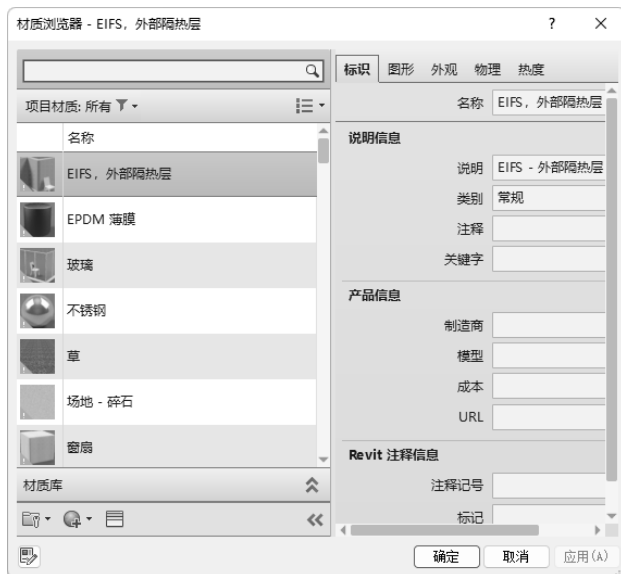 材质浏览器 - EIFS，外部隔热层
? ×
项目材质: 所有
名称
EIFS，外部隔热层
EPDM 薄膜
玻璃
不锈钢
草
场地 - 碎石
窗扇
材质库
标识 图形 外观 物理 热度
名称 EIFS，外部隔热层
说明信息
说明 EIFS - 外部隔热层
类别 常规
注释
关键字
产品信息
制造商
模型
成本
URL
Revit 注释信息
注释记号
标记
确定 取消 应用(A)